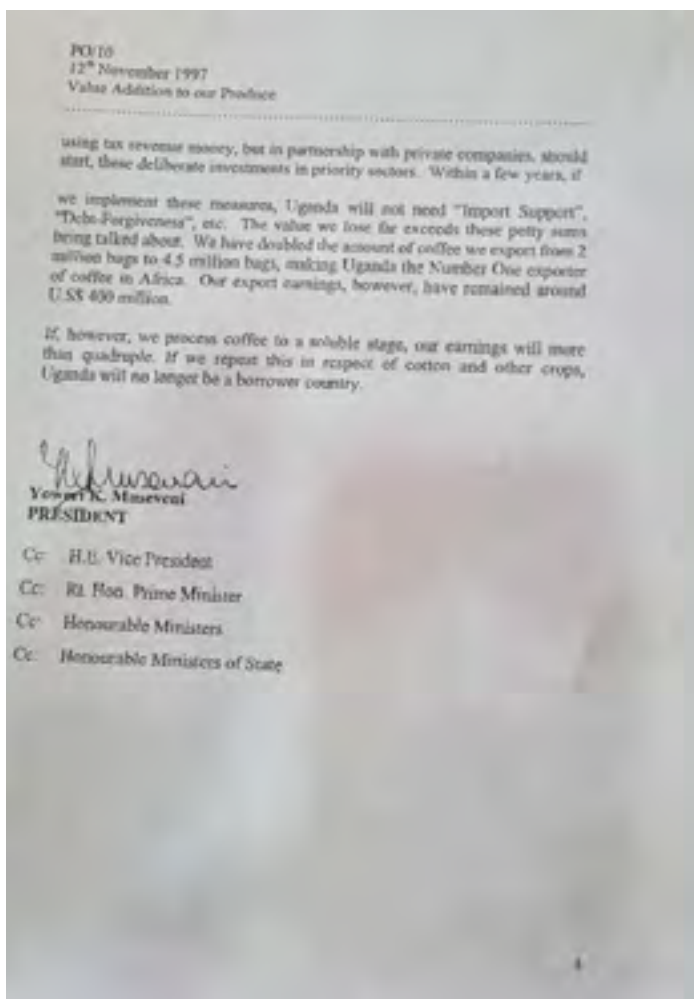 PO/10
12th November 1997
Value Addition to our Produce
using tax revenue money, but in partnership with private companies, should
start, these deliberate investments in priority sectors. Within a few years, if
we implement these measures, Uganda will not need "Import Support",
"Debt-Forgiveness", etc. The value we lose far exceeds these petty sums
being talked about. We have doubled the amount of coffee we export from 2
million bags to 4.5 million bags, making Uganda the Number One exporter
of coffee in Africa. Our export earnings, however, have remained around
US$ 400 million.
If, however, we process coffee to a soluble stage, our earnings will more
than quadruple. If we repeat this in respect of cotton and other crops,
Uganda will no longer be a borrower country.
Yoweri K. Museveni
PRESIDENT
Cc: H.E. Vice President
Cc: Rt. Hon. Prime Minister
Cc: Honourable Ministers
Cc: Honourable Ministers of State